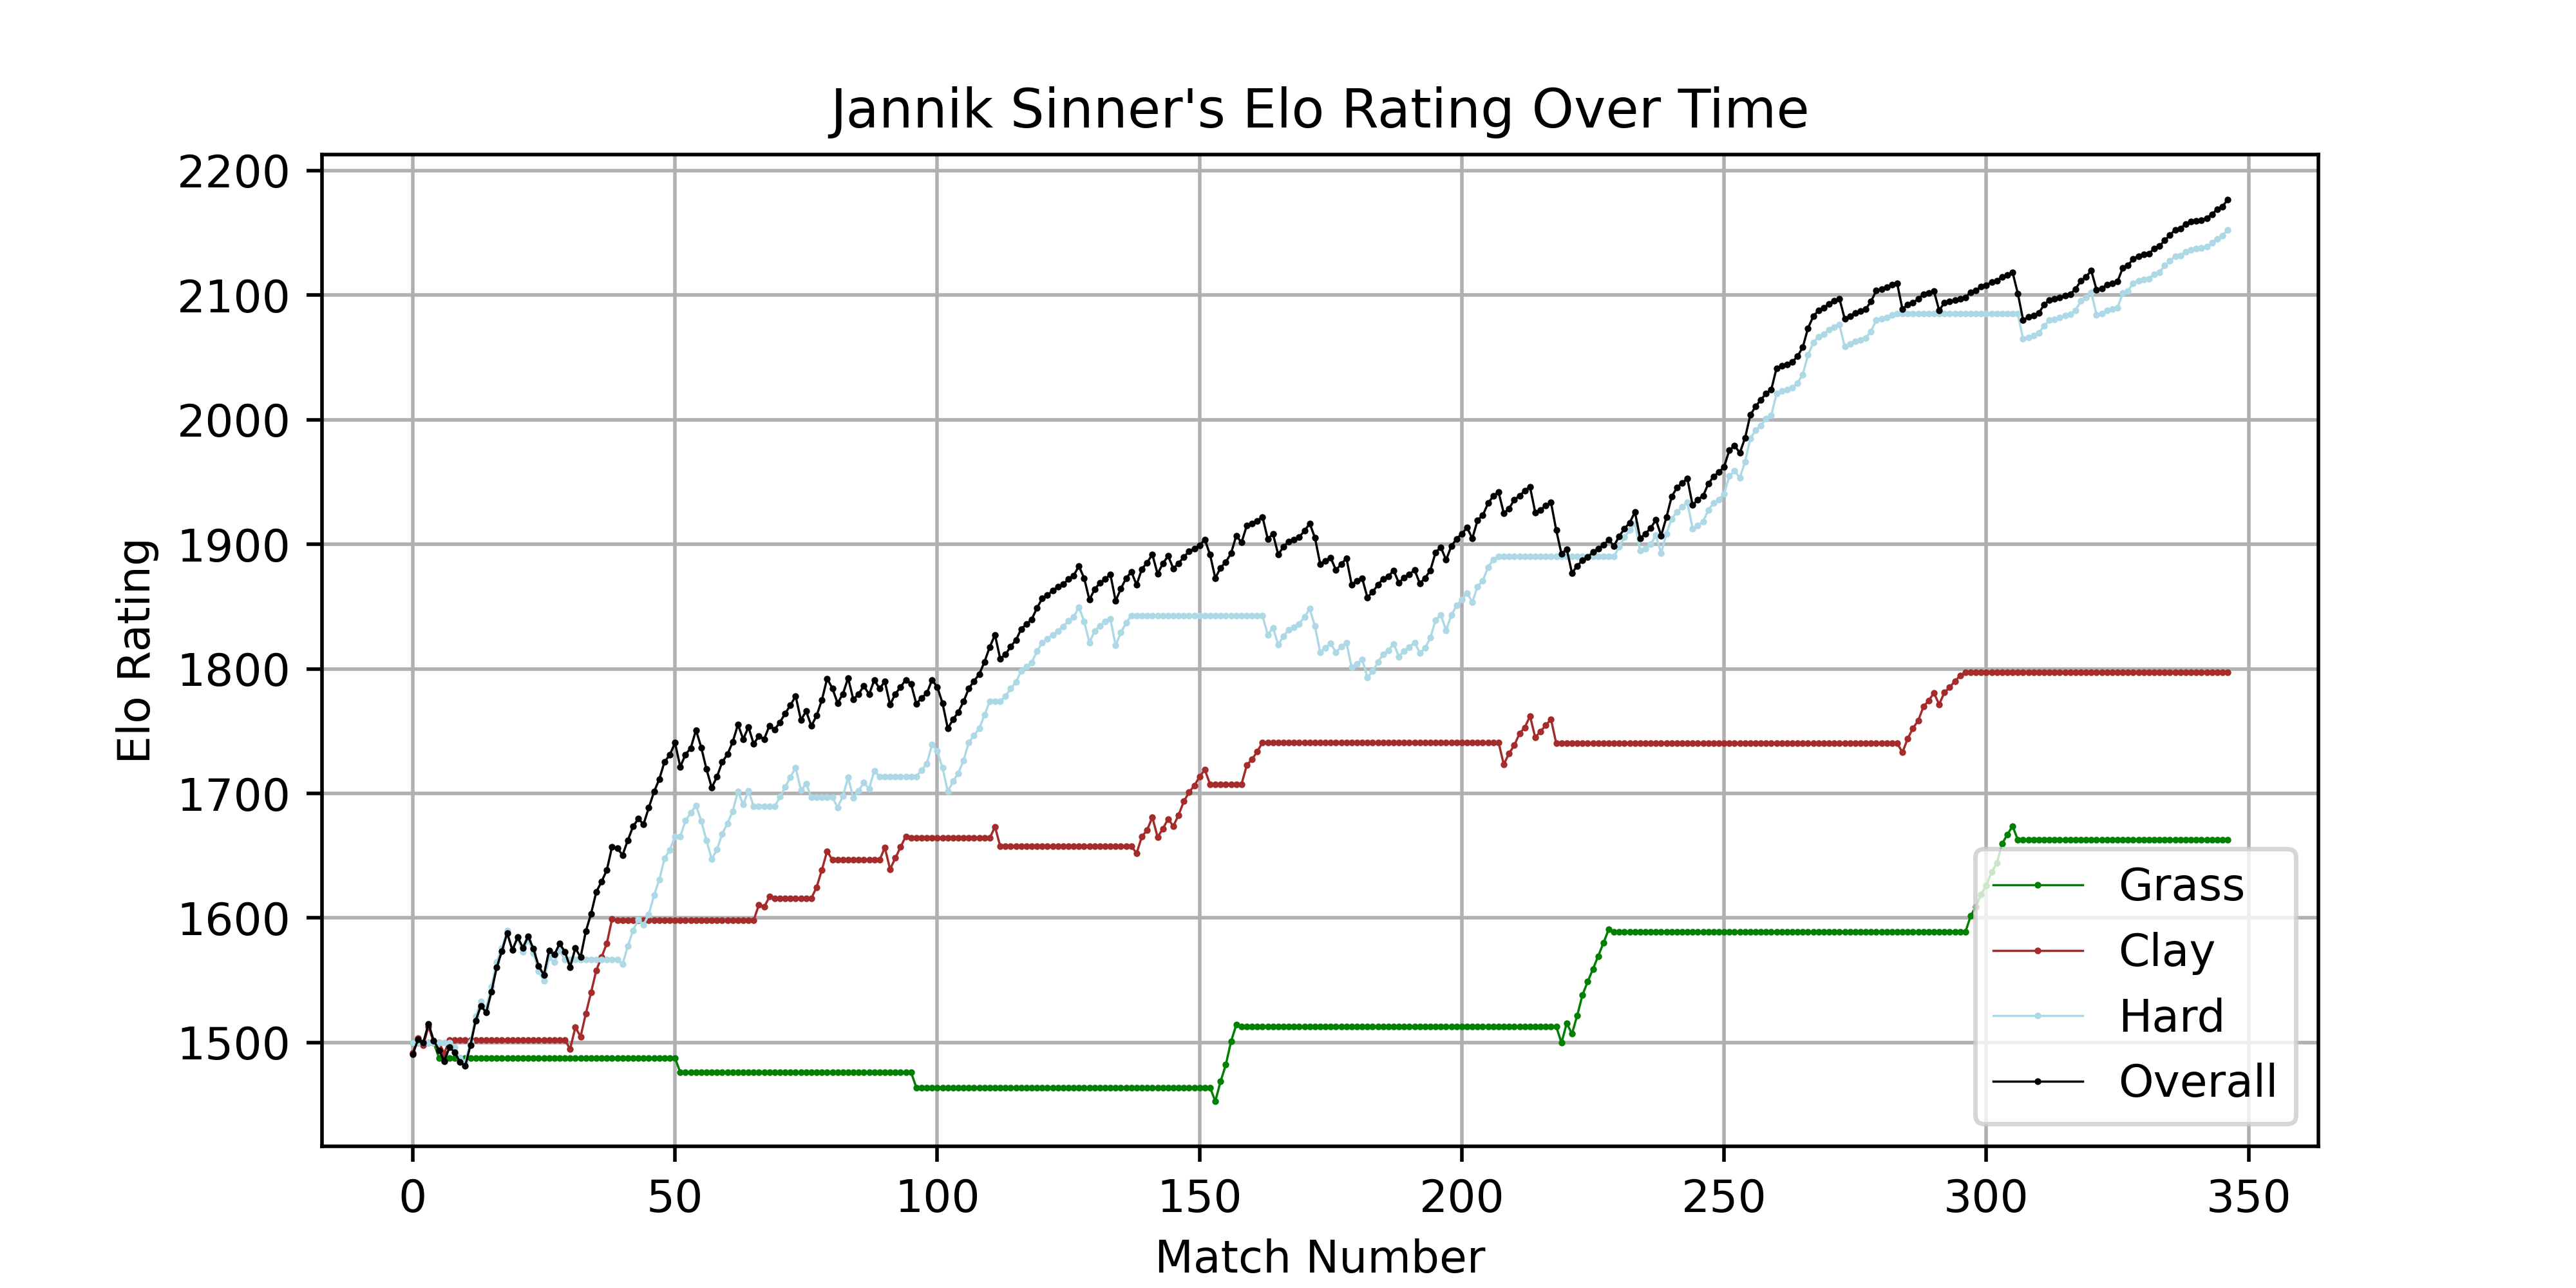 Jannik Sinner's Elo Rating Over Time
2200
2100
2000
1900
1800
1700
1600
1500
Elo Rating
0 50 100 150 200 250 300 350
Match Number
Grass
Clay
Hard
Overall